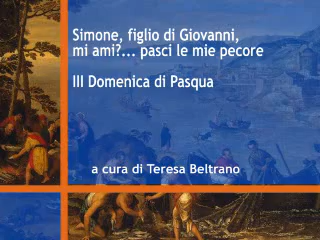 Simone, figlio di Giovanni,
mi ami?... pasci le mie pecore
III Domenica di Pasqua
a cura di Teresa Beltrano